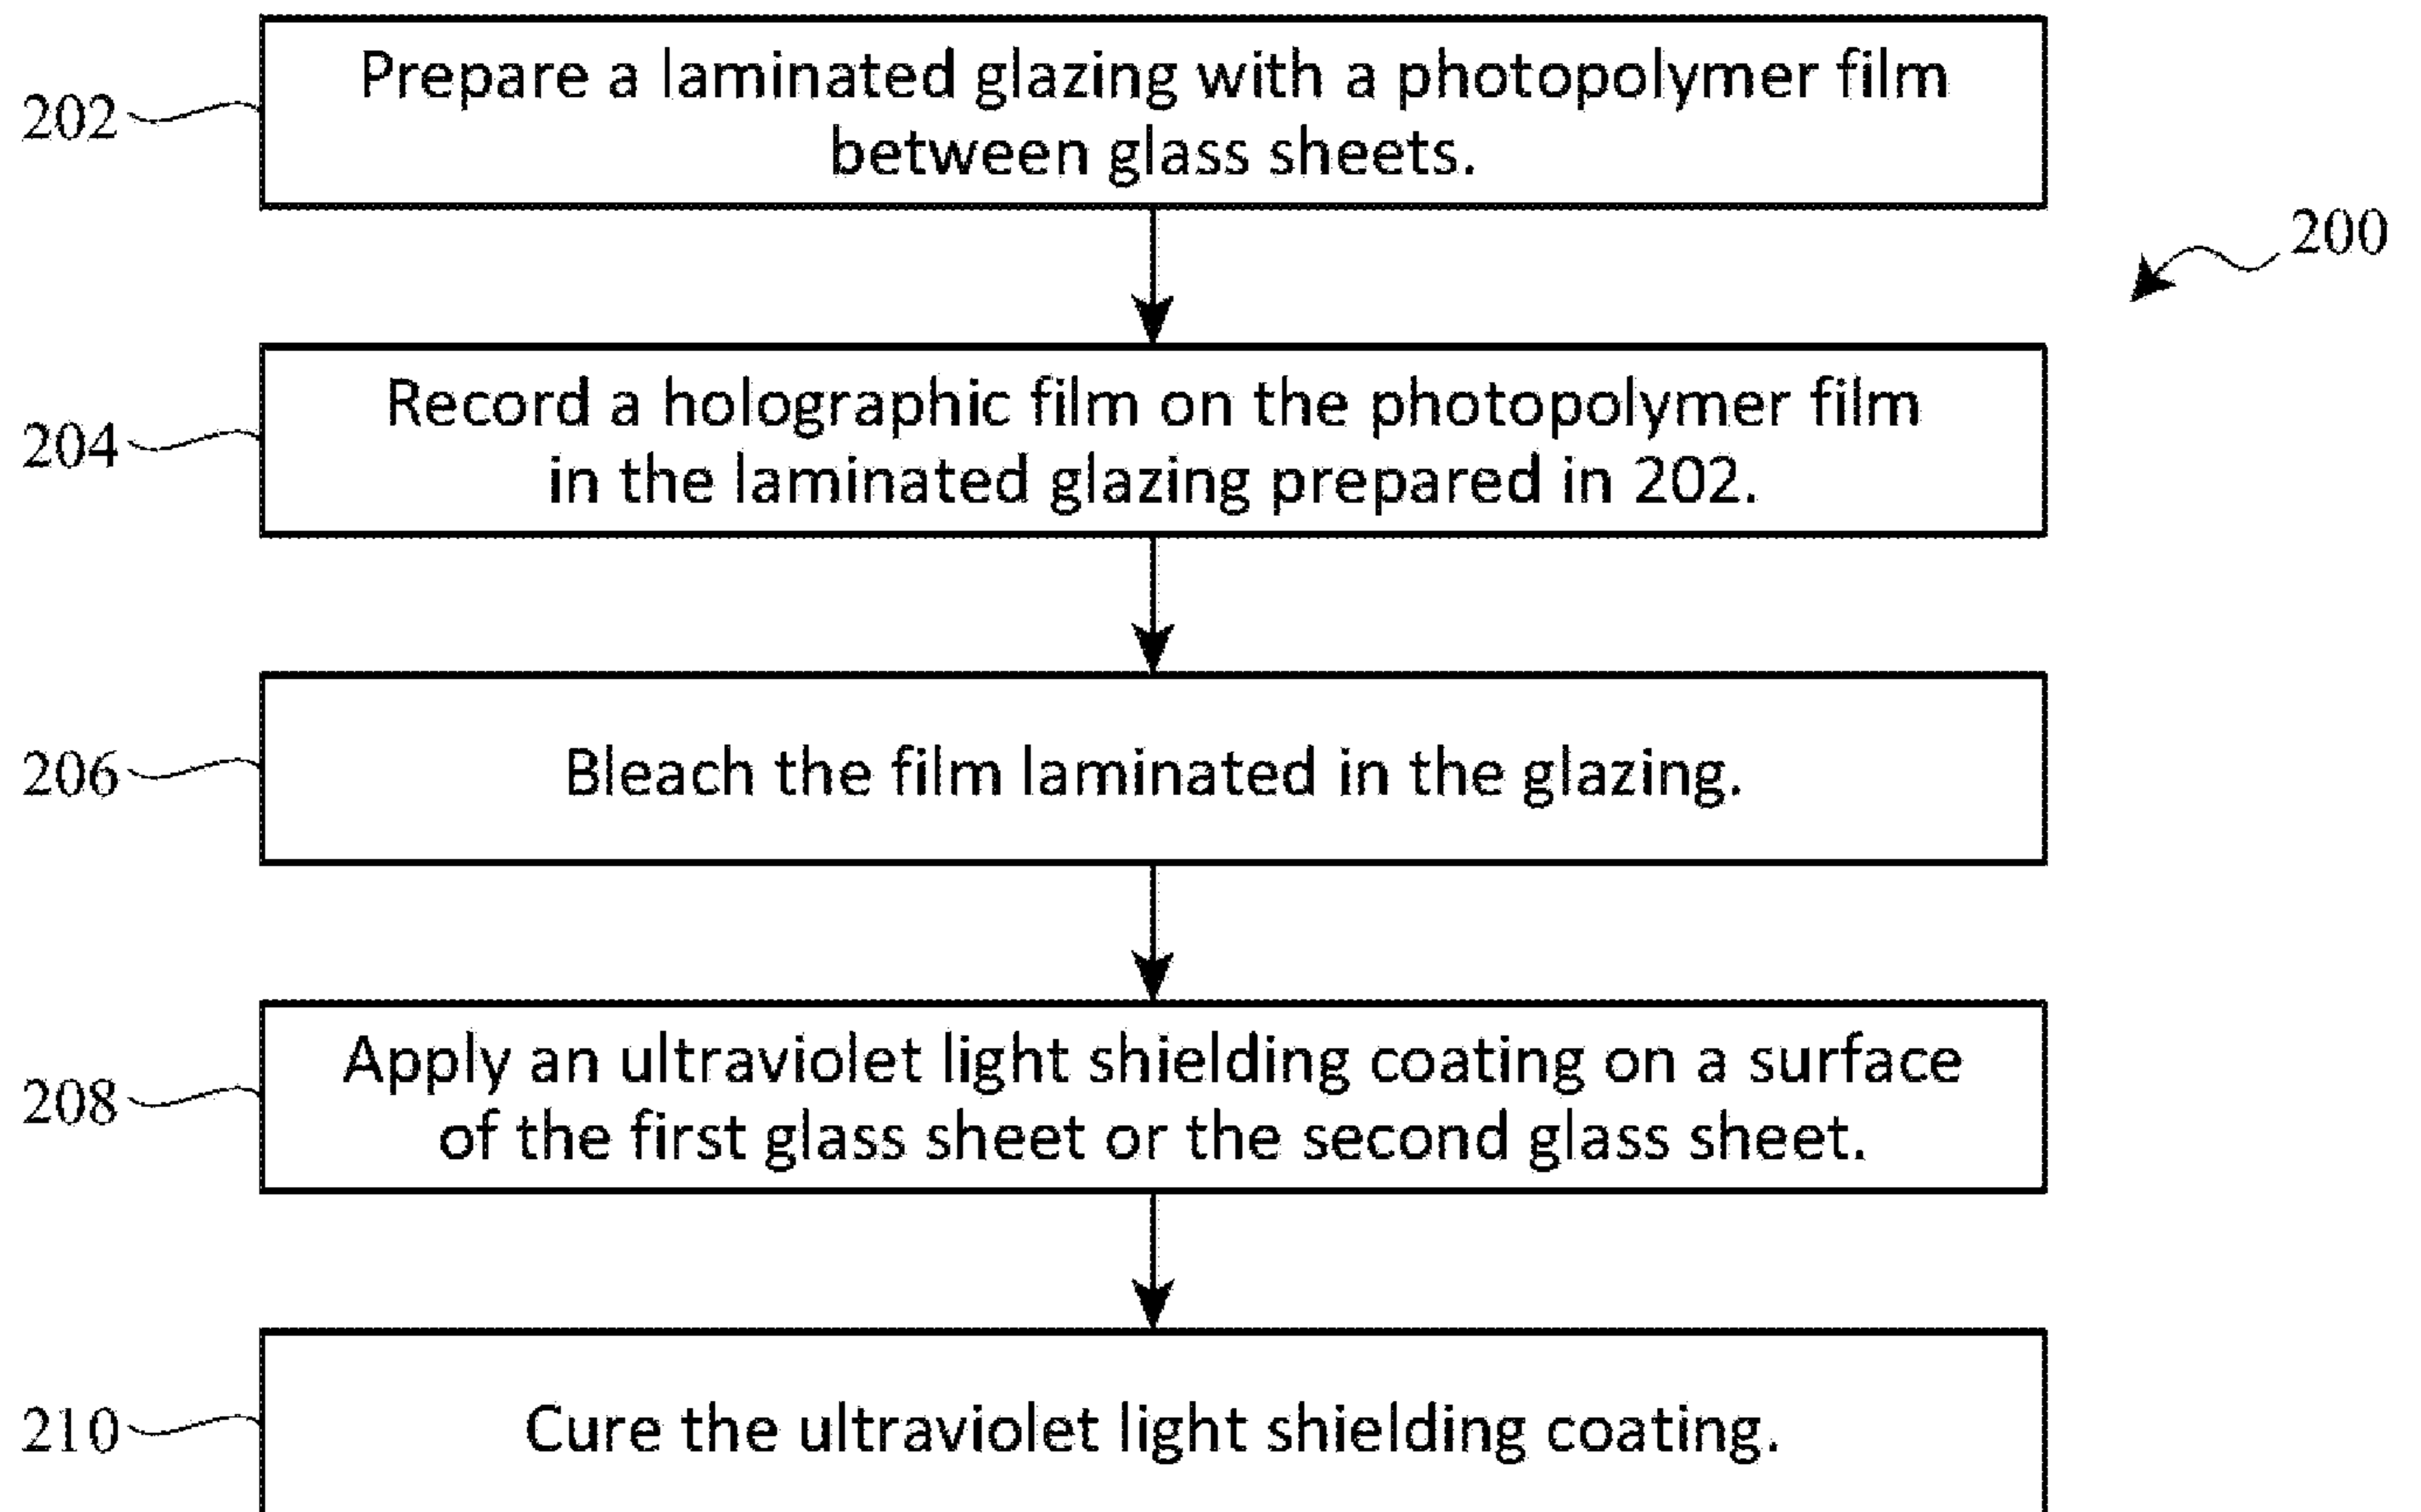 202
Prepare a laminated glazing with a photopolymer film
between glass sheets.
200
204
Record a holographic film on the photopolymer film
in the laminated glazing prepared in 202.
206
Bleach the film laminated in the glazing.
208
Apply an ultraviolet light shielding coating on a surface
of the first glass sheet or the second glass sheet.
210
Cure the ultraviolet light shielding coating.